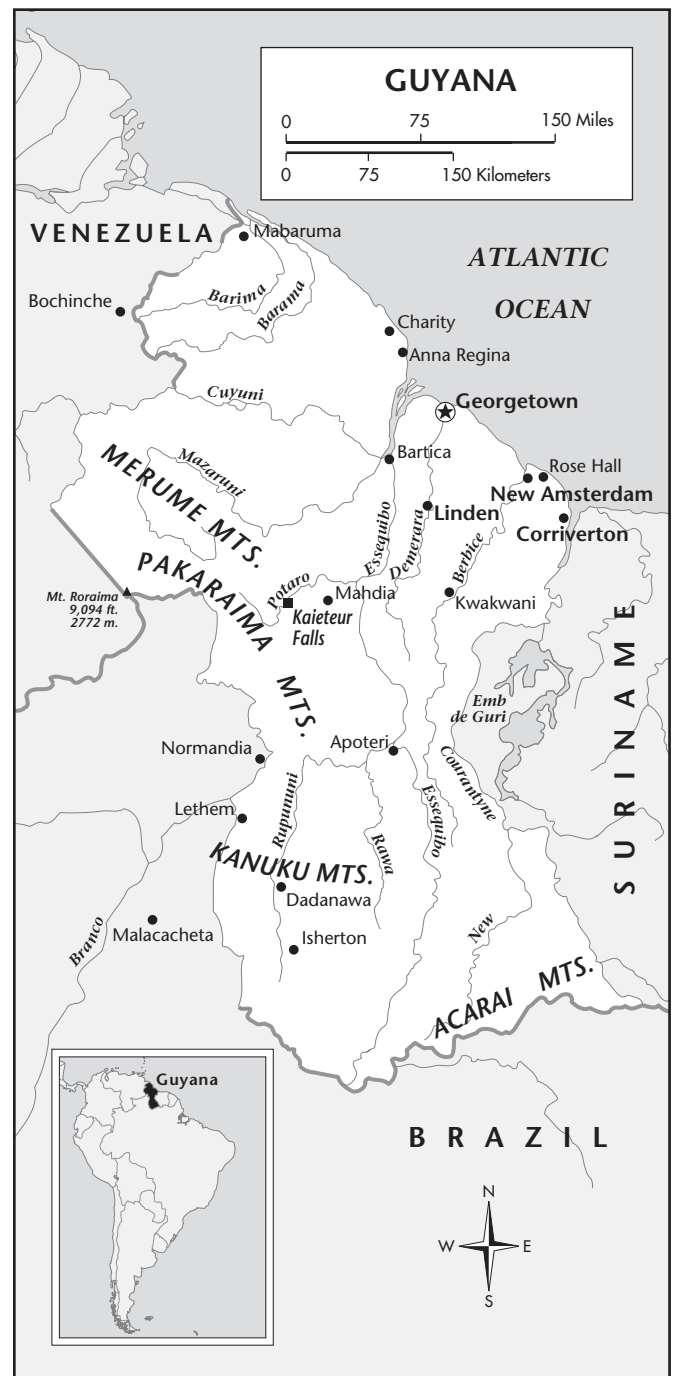 GUYANA
0 75 150 Miles
0 75 150 Kilometers
VENEZUELA
Mabaruma
ATLANTIC
OCEAN
Bochinche
Barima
Barama
Charity
Anna Regina
Cuyuni
Georgetown
Bartica
Mazaruni
MERUME MTS.
Rose Hall
New Amsterdam
Linden
Corriverton
Essequibo
Demerara
Berbice
PAKARAIMA MTS.
Mt. Roraima
9,094 ft.
2772 m.
Potaro
Mahdia
Kaieteur
Falls
Kwakwani
SURINAME
Emb
de Guri
Normandia
Apoteri
Courantyne
Rupununi
Essequibo
Lethem
Rawa
KANUKU MTS.
Dadanawa
Branco
Malacacheta
Isherton
New
ACARAI MTS.
Guyana
BRAZIL
N
W E
S